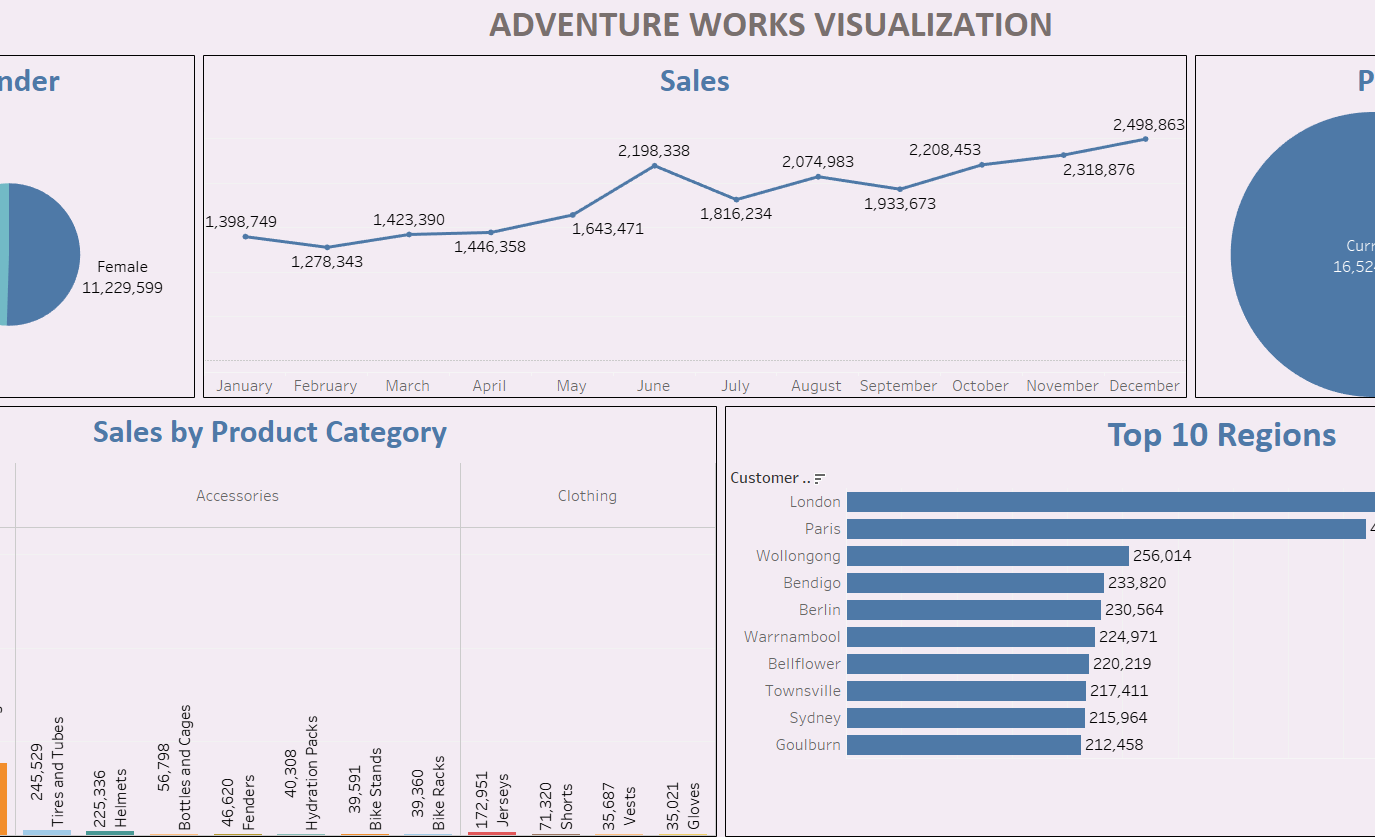 ADVENTURE WORKS VISUALIZATION
Female
11,229,599
Sales
1,398,749
1,278,343
1,423,390
1,446,358
1,643,471
2,198,338
1,816,234
2,074,983
1,933,673
2,208,453
2,318,876
2,498,863
January February March April May June July August September October November December
Sales by Product Category
Accessories Clothing
245,529
Tires and Tubes
225,336
Helmets
56,798
Bottles and Cages
46,620
Fenders
40,308
Hydration Packs
39,591
Bike Stands
39,360
Bike Racks
172,951
Jerseys
71,320
Shorts
35,687
Vests
35,021
Gloves
Top 10 Regions
Customer ..
London
Paris
Wollongong 256,014
Bendigo 233,820
Berlin 230,564
Warrnambool 224,971
Bellflower 220,219
Townsville 217,411
Sydney 215,964
Goulburn 212,458